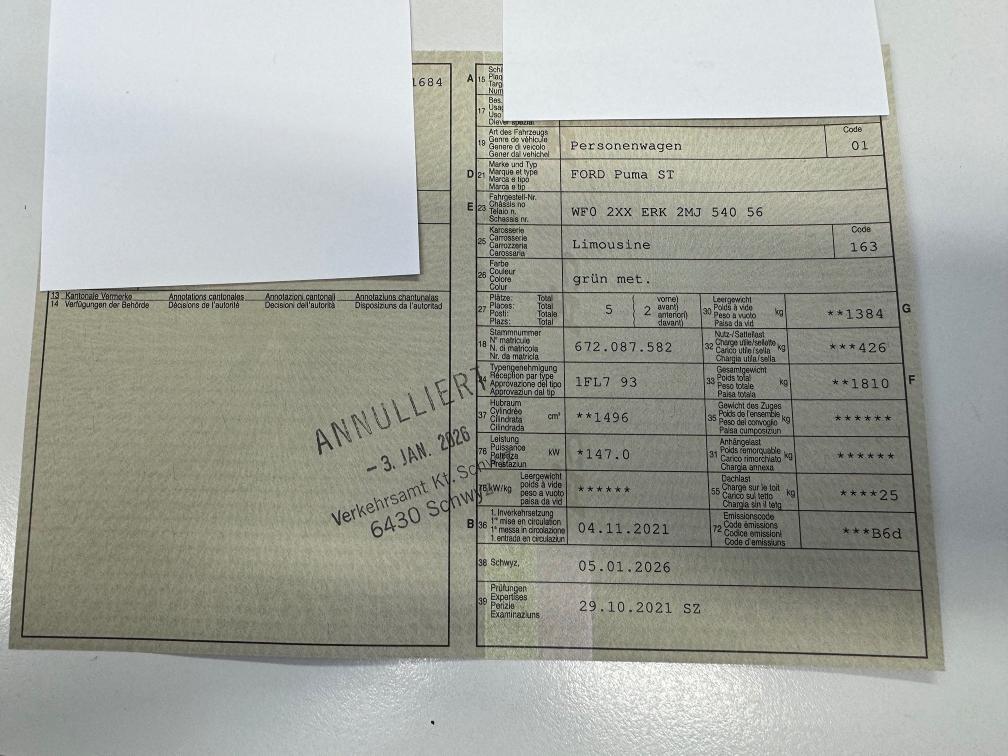 1684
13 Kantonale Vermerke Annotations cantonales Annotazioni cantonali Annotaziuns chantunalas
14 Verfügungen der Behörde Décisions de l'autorité Decisioni dell'autorità Disposiziuns da l'autoritad
ANNULLIERT
- 3. JAN. 2026
Verkehrsamt Kt. Schwyz
6430 Schwyz
A 15
17
Uso
19 Art des Fahrzeugs
Genre de véhicule
Genere di veicolo
Gener dal vehichel
Personenwagen
Code
01
D 21 Marke und Typ
Marque et type
Marca e tipo
Marca e tip
FORD Puma ST
E 23 Fahrgestell-Nr.
Châssis no
Telaio n.
Schassis nr.
WF0 2XX ERK 2MJ 540 56
25 Karosserie
Carrosserie
Carrozzeria
Carossaria
Limousine
Code
163
26 Farbe
Couleur
Colore
Colur
grün met.
27 Plätze: Total
Places: Total
Posti: Totale
Plazs: Total
5 { 2 vorne)
avant)
anteriori)
davant)
30 Leergewicht
Poids à vide
Peso a vuoto
Paisa da vid
kg
**1384
G
18 Stammnummer
N° matricule
N. di matricola
Nr. da matricla
672.087.582
32 Nutz-/Sattellast
Charge utile/sellette
Carico utile/sella
Chargia utila/sella
kg
***426
24 Typengenehmigung
Réception par type
Approvazione del tipo
Approvaziun dal tip
1FL7 93
33 Gesamtgewicht
Poids total
Peso totale
Paisa totala
kg
**1810
F
37 Hubraum
Cylindrée
Cilindrata
Cilindrada
cm³
**1496
35 Gewicht des Zuges
Poids de l'ensemble
Peso del convoglio
Paisa cumposiziun
kg
******
76 Leistung
Puissance
Potenza
Prestaziun
kW
*147.0
31 Anhängelast
Poids remorquable
Carico rimorchiato
Chargia annexa
kg
******
78 kW/kg Leergewicht
poids à vide
peso a vuoto
paisa da vid
******
55 Dachlast
Charge sur le toit
Carico sul tetto
Chargia sin il tetg
kg
****25
B 36 1. Inverkehrsetzung
1re mise en circulation
1a messa in circolazione
1. entrada en circulaziun
04.11.2021
72 Emissionscode
Code émissions
Codice emissioni
Code d'emissiuns
***B6d
38 Schwyz,
05.01.2026
39 Prüfungen
Expertises
Perizie
Examinaziuns
29.10.2021 SZ